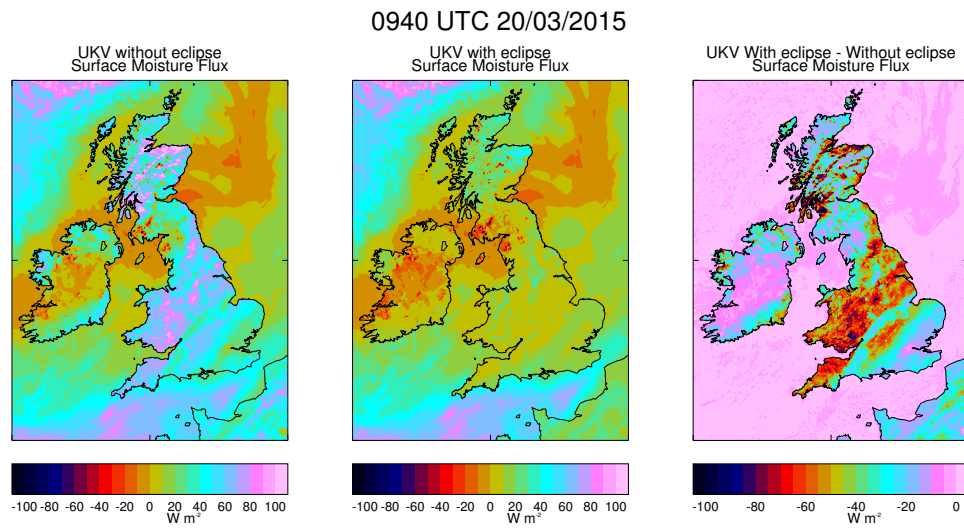 0940 UTC 20/03/2015
UKV without eclipse
Surface Moisture Flux
UKV with eclipse
Surface Moisture Flux
UKV With eclipse - Without eclipse
Surface Moisture Flux
-100 -80 -60 -40 -20 0 20 40 60 80 100
W m-2
-100 -80 -60 -40 -20 0 20 40 60 80 100
W m-2
-100 -80 -60 -40 -20 0
W m-2